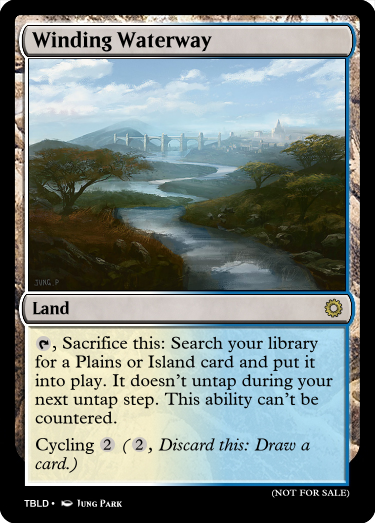 Winding Waterway
JUNG P
Land
, Sacrifice this: Search your library
for a Plains or Island card and put it
into play. It doesn't untap during your
next untap step. This ability can't be
countered.
Cycling 2 ( 2 , Discard this: Draw a
card.)
(NOT FOR SALE)
TBLD • Jung Park